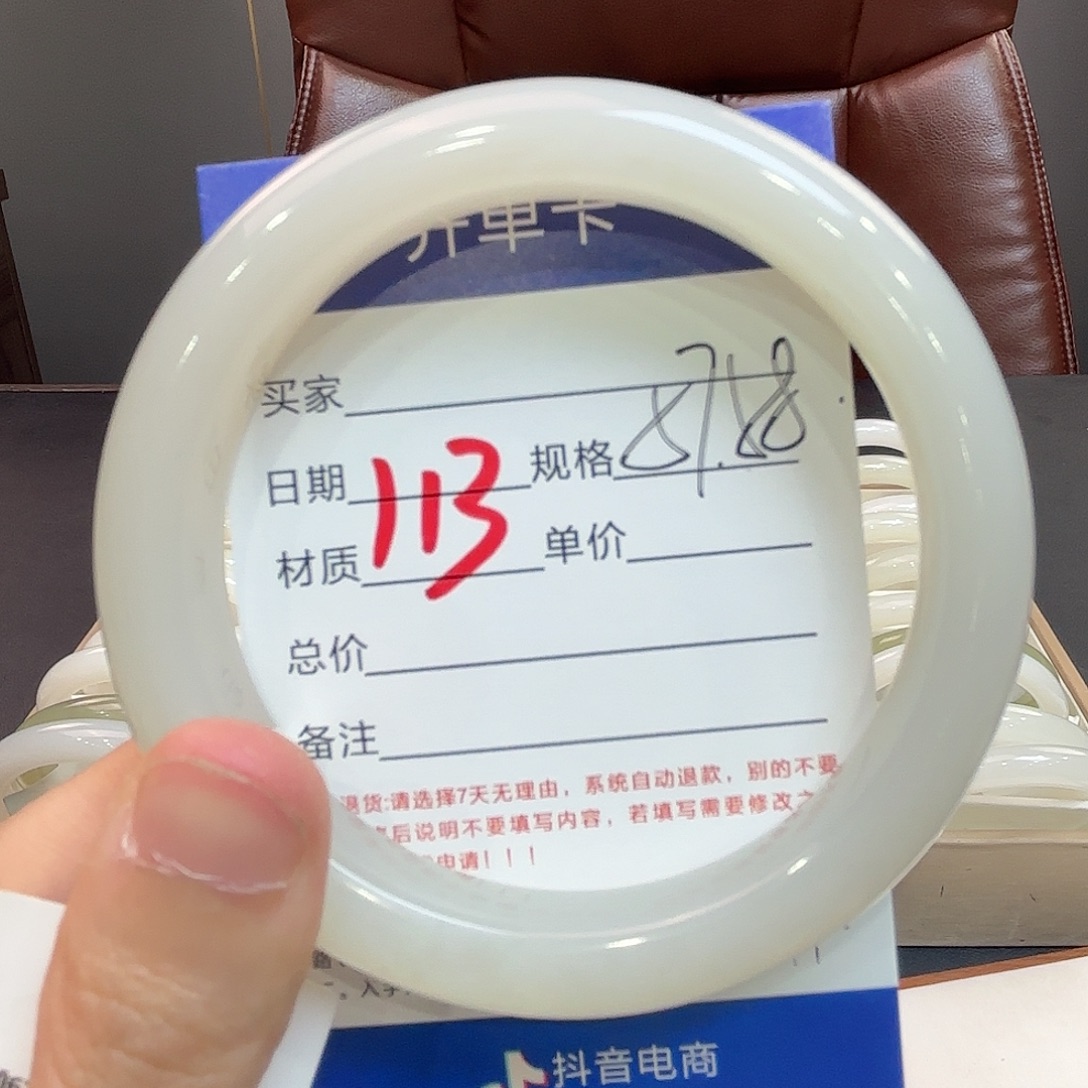 开单卡
买家
日期 113 规格 87.68
材质 单价
总价
备注
退货:请选择7天无理由，系统自动退款，别的不要
后说明不要填写内容，若填写需要修改之
申请！！！
抖音电商